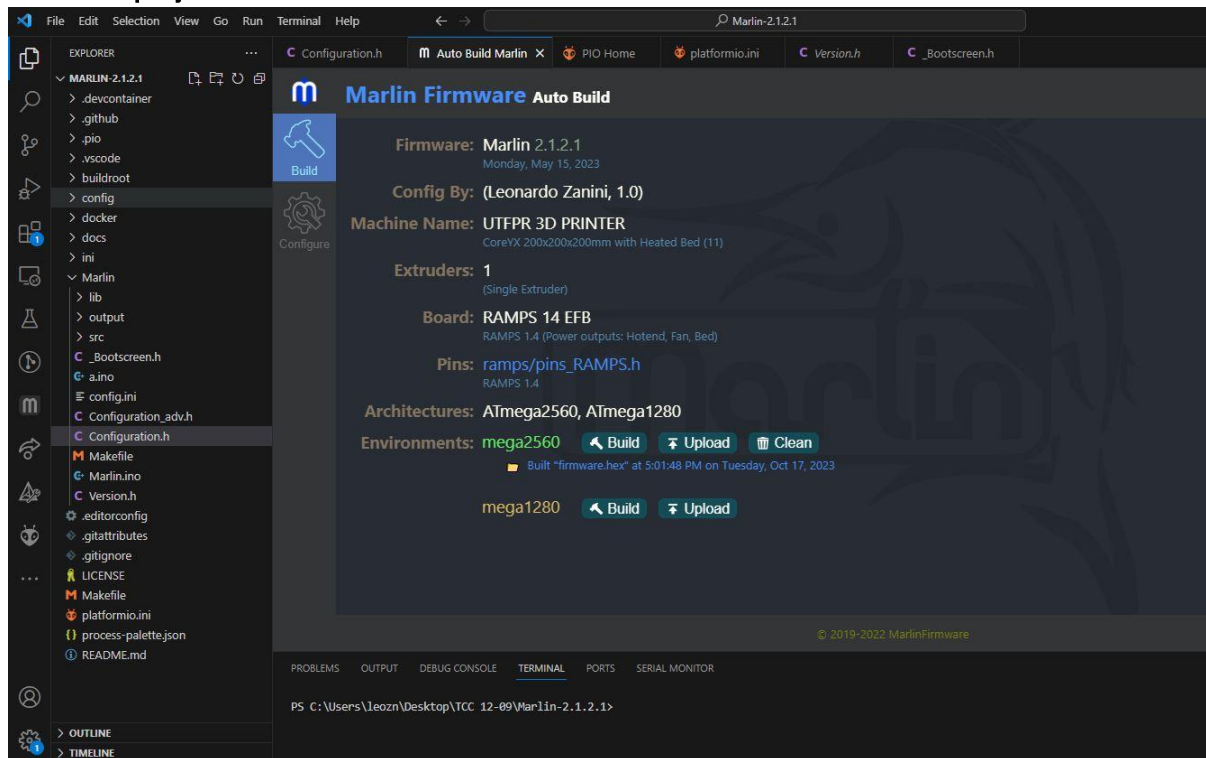 File Edit Selection View Go Run Terminal Help
Marlin-2.1.2.1
EXPLORER
Configuration.h
Auto Build Marlin
PIO Home
platformio.ini
Version.h
_Bootscreen.h
MARLIN-2.1.2.1
.devcontainer
.github
.pio
.vscode
buildroot
config
docker
docs
ini
Marlin
lib
output
src
_Bootscreen.h
a.ino
config.ini
Configuration_adv.h
Configuration.h
Makefile
Marlin.ino
Version.h
.editorconfig
.gitattributes
.gitignore
LICENSE
Makefile
platformio.ini
process-palette.json
README.md
OUTLINE
TIMELINE
Build
Configure
Marlin Firmware Auto Build
Firmware: Marlin 2.1.2.1
Monday, May 15, 2023
Config By: (Leonardo Zanini, 1.0)
Machine Name: UTFPR 3D PRINTER
CoreYX 200x200x200mm with Heated Bed (11)
Extruders: 1
(Single Extruder)
Board: RAMPS 14 EFB
RAMPS 1.4 (Power outputs: Hotend, Fan, Bed)
Pins: ramps/pins_RAMPS.h
RAMPS 1.4
Architectures: ATmega2560, ATmega1280
Environments: mega2560 Build Upload Clean
Built "firmware.hex" at 5:01:48 PM on Tuesday, Oct 17, 2023
mega1280 Build Upload
marlin
© 2019-2022 MarlinFirmware
PROBLEMS OUTPUT DEBUG CONSOLE TERMINAL PORTS SERIAL MONITOR
PS C:\Users\leozn\Desktop\TCC 12-09\Marlin-2.1.2.1>